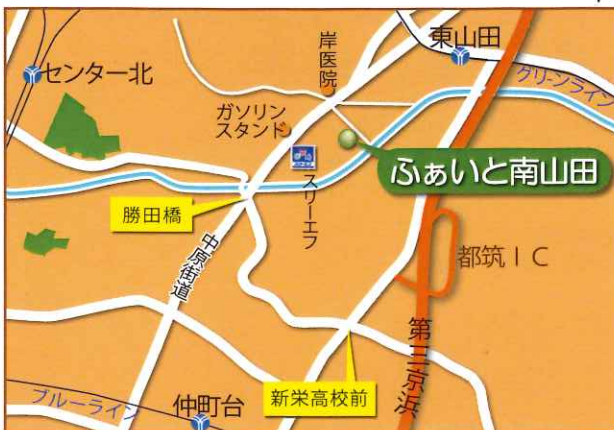 センター北
岸医院
東山田
グリーンライン
ガソリン
スタンド
スリーエフ
ふぁいと南山田
勝田橋
中原街道
都筑IC
第三京浜
新栄高校前
ブルーライン
仲町台